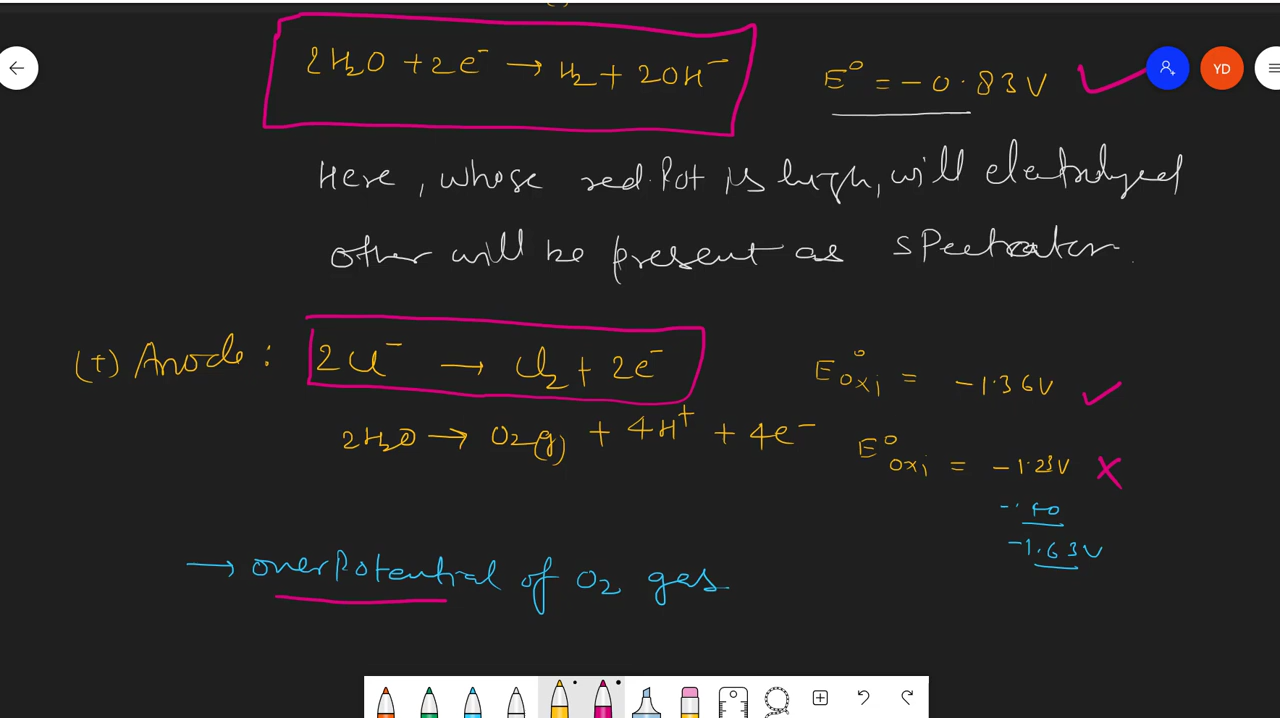 YD
2H₂O + 2e⁻ → H₂ + 2OH⁻ E° = -0.83V
Here, whose red.Pot is high, will electrolyzed
other will be present as spectator.
(+) Anode: 2Cl⁻ → Cl₂ + 2e⁻ E°oxi = -1.36V
2H₂O → O₂(g) + 4H⁺ + 4e⁻ E°oxi = -1.23V
-1.63V
→ overPotential of O₂ gas